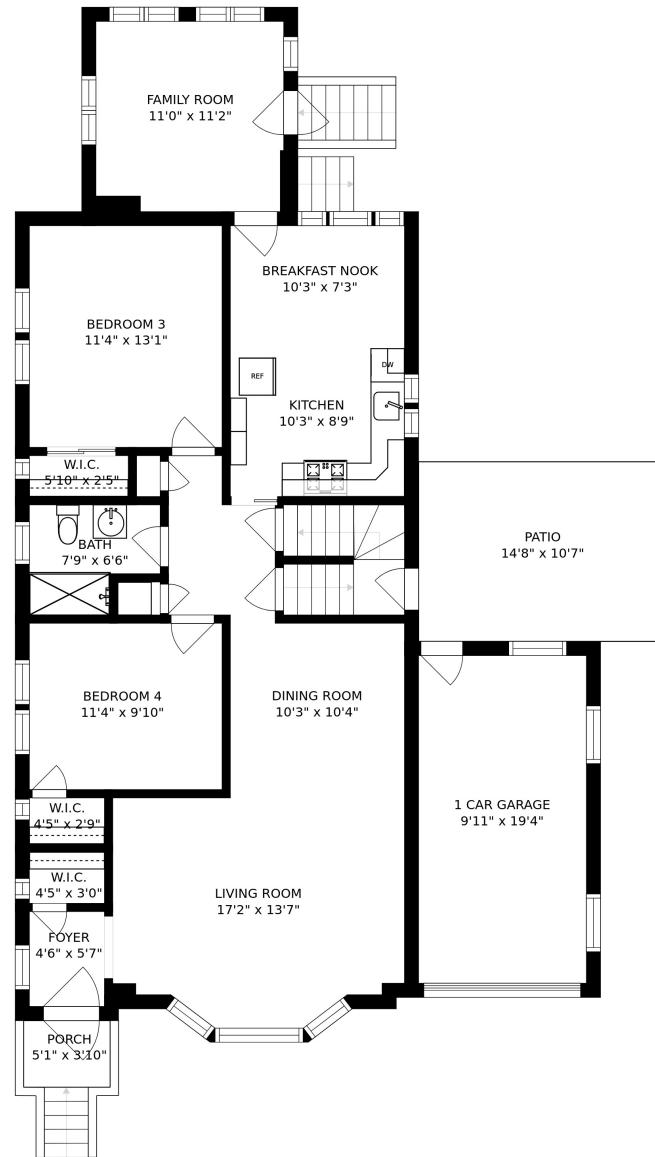 FAMILY ROOM
11'0" x 11'2"
BREAKFAST NOOK
10'3" x 7'3"
BEDROOM 3
11'4" x 13'1"
REF
DW
KITCHEN
10'3" x 8'9"
W.I.C.
5'10" x 2'5"
BATH
7'9" x 6'6"
PATIO
14'8" x 10'7"
BEDROOM 4
11'4" x 9'10"
DINING ROOM
10'3" x 10'4"
W.I.C.
4'5" x 2'9"
1 CAR GARAGE
9'11" x 19'4"
W.I.C.
4'5" x 3'0"
LIVING ROOM
17'2" x 13'7"
FOYER
4'6" x 5'7"
PORCH
5'1" x 3'10"